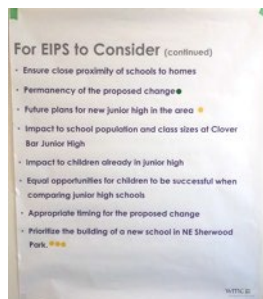 For EIPS to Consider (continued)
• Ensure close proximity of schools to homes
• Permanency of the proposed change
• Future plans for new junior high in the area
• Impact to school population and class sizes at Clover
Bar Junior High
• Impact to children already in junior high
• Equal opportunities for children to be successful when
comparing junior high schools
• Appropriate timing for the proposed change
• Prioritize the building of a new school in NE Sherwood
Park.